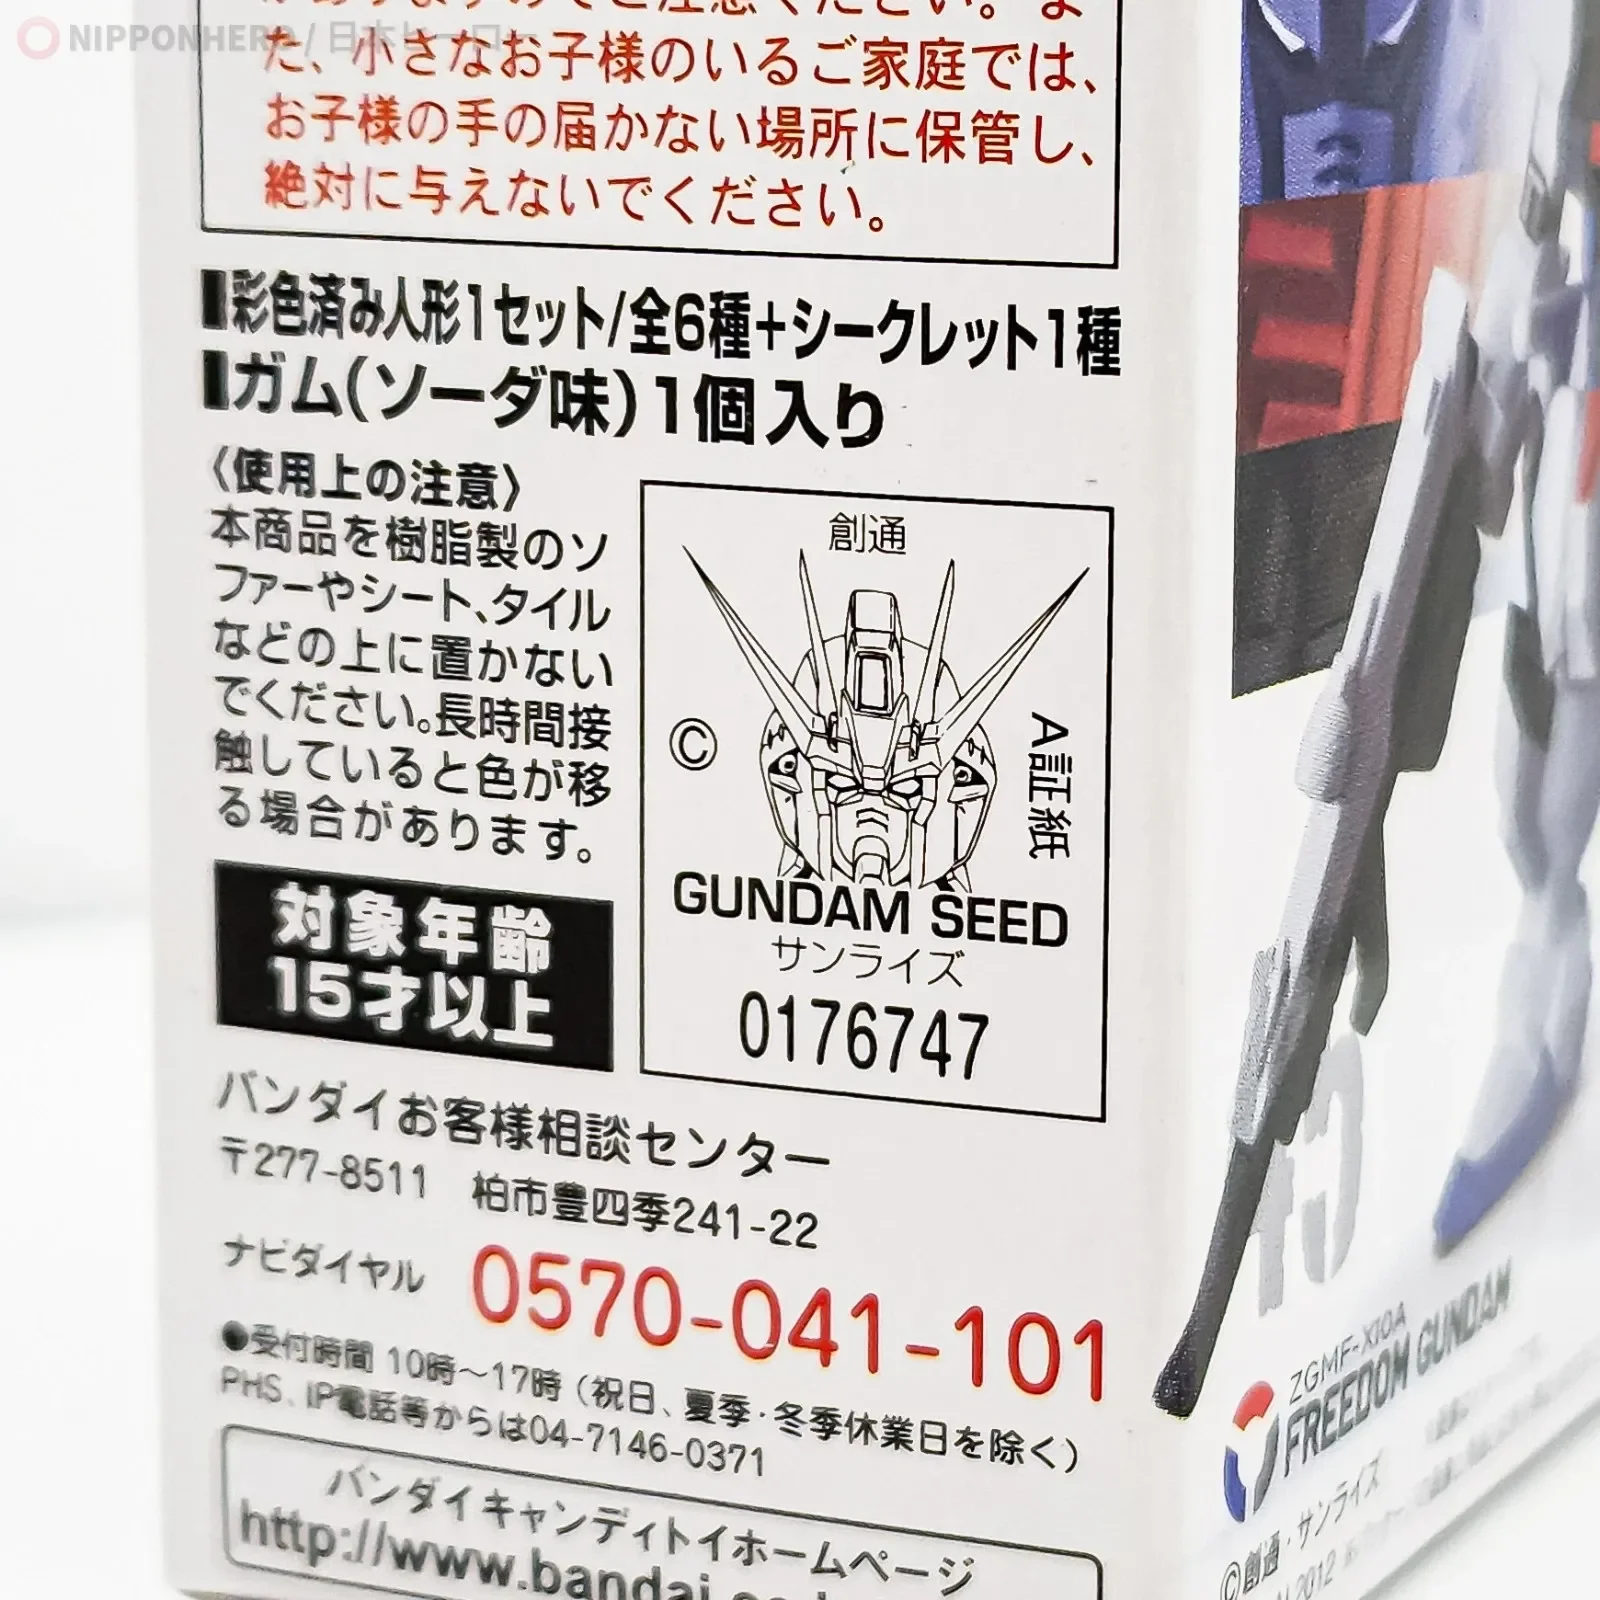 NIPPONHERO / 日本ヒーロー
た、小さなお子様のいるご家庭では、
お子様の手の届かない場所に保管し、
絶対に与えないでください。
■彩色済み人形1セット/全6種+シークレット1種
■ガム(ソーダ味)1個入り
〈使用上の注意〉
本商品を樹脂製のソ
ファーやシート、タイル
などの上に置かない
でください。長時間接
触していると色が移
る場合があります。
対象年齢
15才以上
創通
©
A証紙
GUNDAM SEED
サンライズ
0176747
バンダイお客様相談センター
〒277-8511 柏市豊四季241-22
ナビダイヤル 0570-041-101
●受付時間 10時～17時 (祝日、夏季・冬季休業日を除く)
PHS、IP電話等からは04-7146-0371
バンダイキャンディトイホームページ
http://www.bandai.co
ZGMF-X10A
FREEDOM GUNDAM
©創通・サンライズ
2012